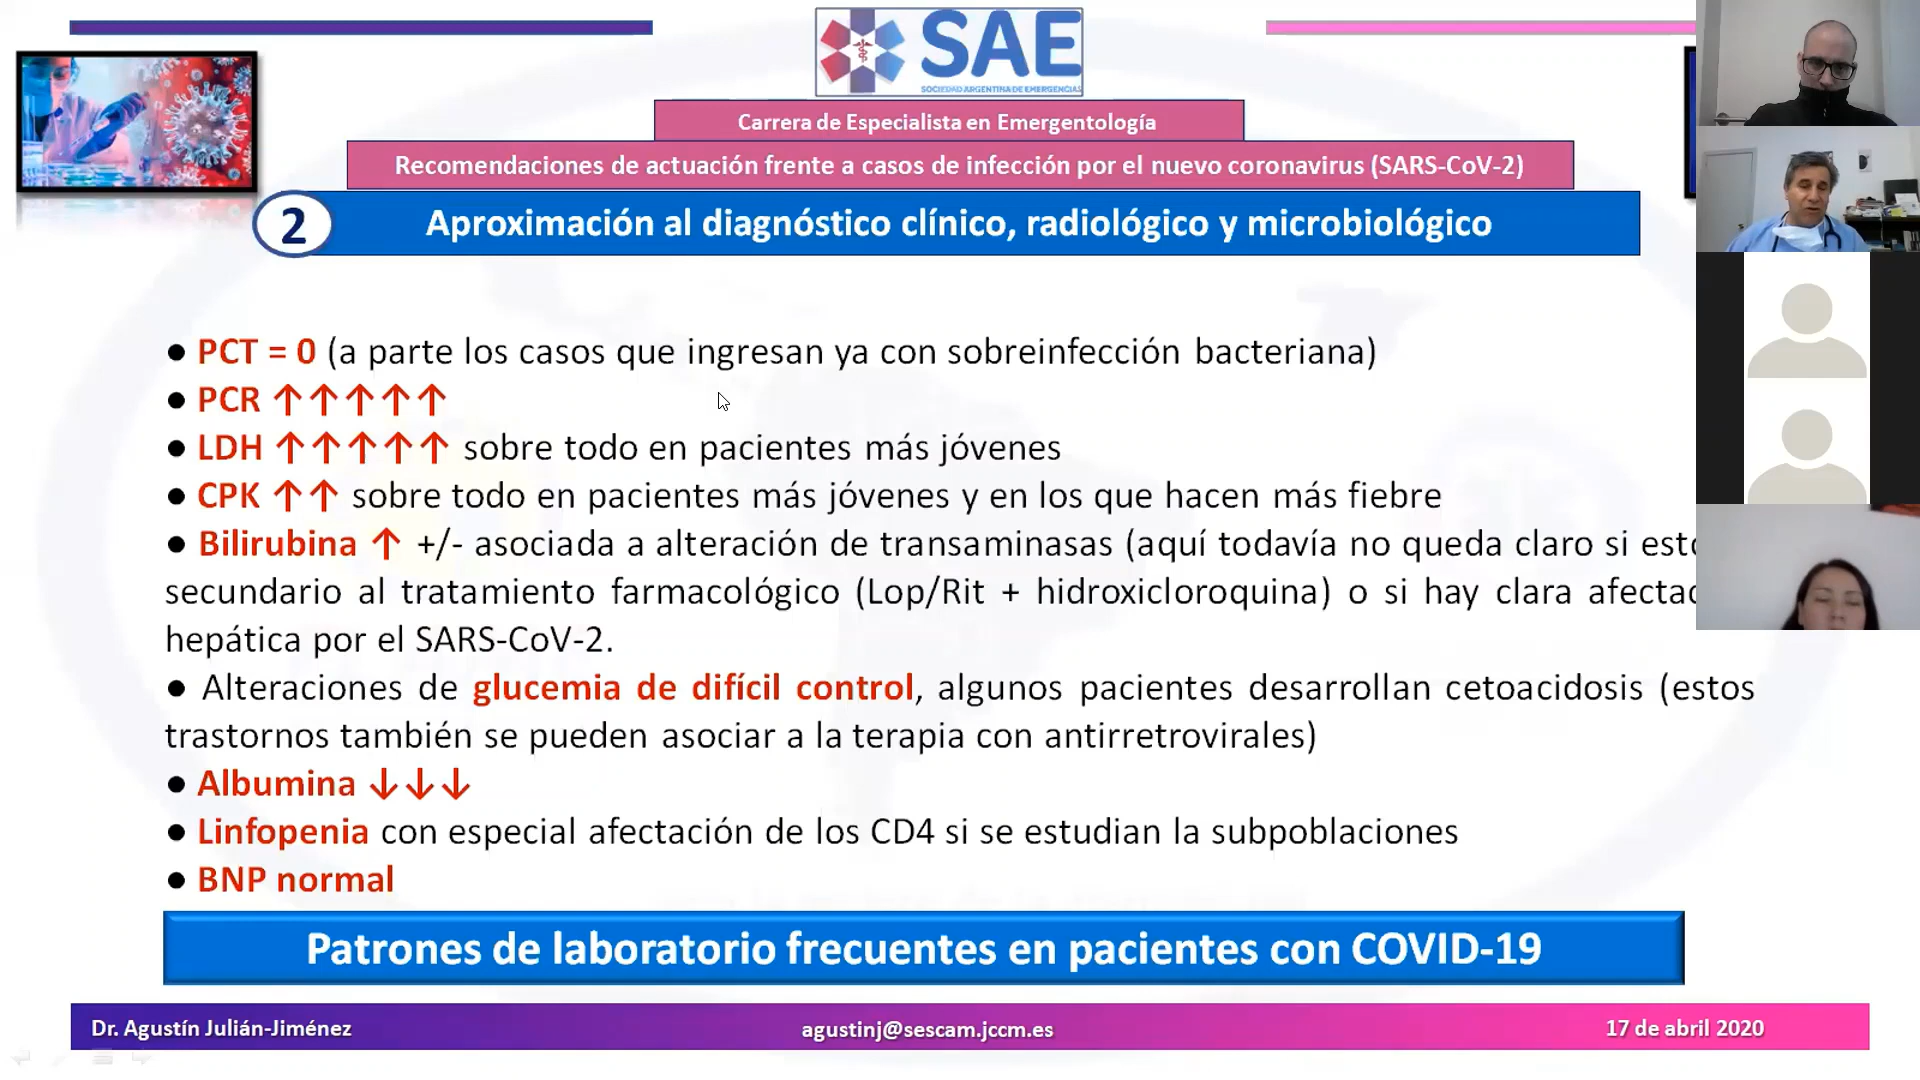 SAE
SOCIEDAD ARGENTINA DE EMERGENCIAS
Carrera de Especialista en Emergentología
Recomendaciones de actuación frente a casos de infección por el nuevo coronavirus (SARS-CoV-2)
2 Aproximación al diagnóstico clínico, radiológico y microbiológico
● PCT = 0 (a parte los casos que ingresan ya con sobreinfección bacteriana)
● PCR ↑↑↑↑↑
● LDH ↑↑↑↑↑ sobre todo en pacientes más jóvenes
● CPK ↑↑ sobre todo en pacientes más jóvenes y en los que hacen más fiebre
● Bilirubina ↑ +/- asociada a alteración de transaminasas (aquí todavía no queda claro si
secundario al tratamiento farmacológico (Lop/Rit + hidroxicloroquina) o si hay clara
hepática por el SARS-CoV-2.
● Alteraciones de glucemia de difícil control, algunos pacientes desarrollan cetoacidosis (estos
trastornos también se pueden asociar a la terapia con antirretrovirales)
● Albumina ↓↓↓
● Linfopenia con especial afectación de los CD4 si se estudian la subpoblaciones
● BNP normal
Patrones de laboratorio frecuentes en pacientes con COVID-19
Dr. Agustín Julián-Jiménez agustinj@sescam.jccm.es 17 de abril 2020